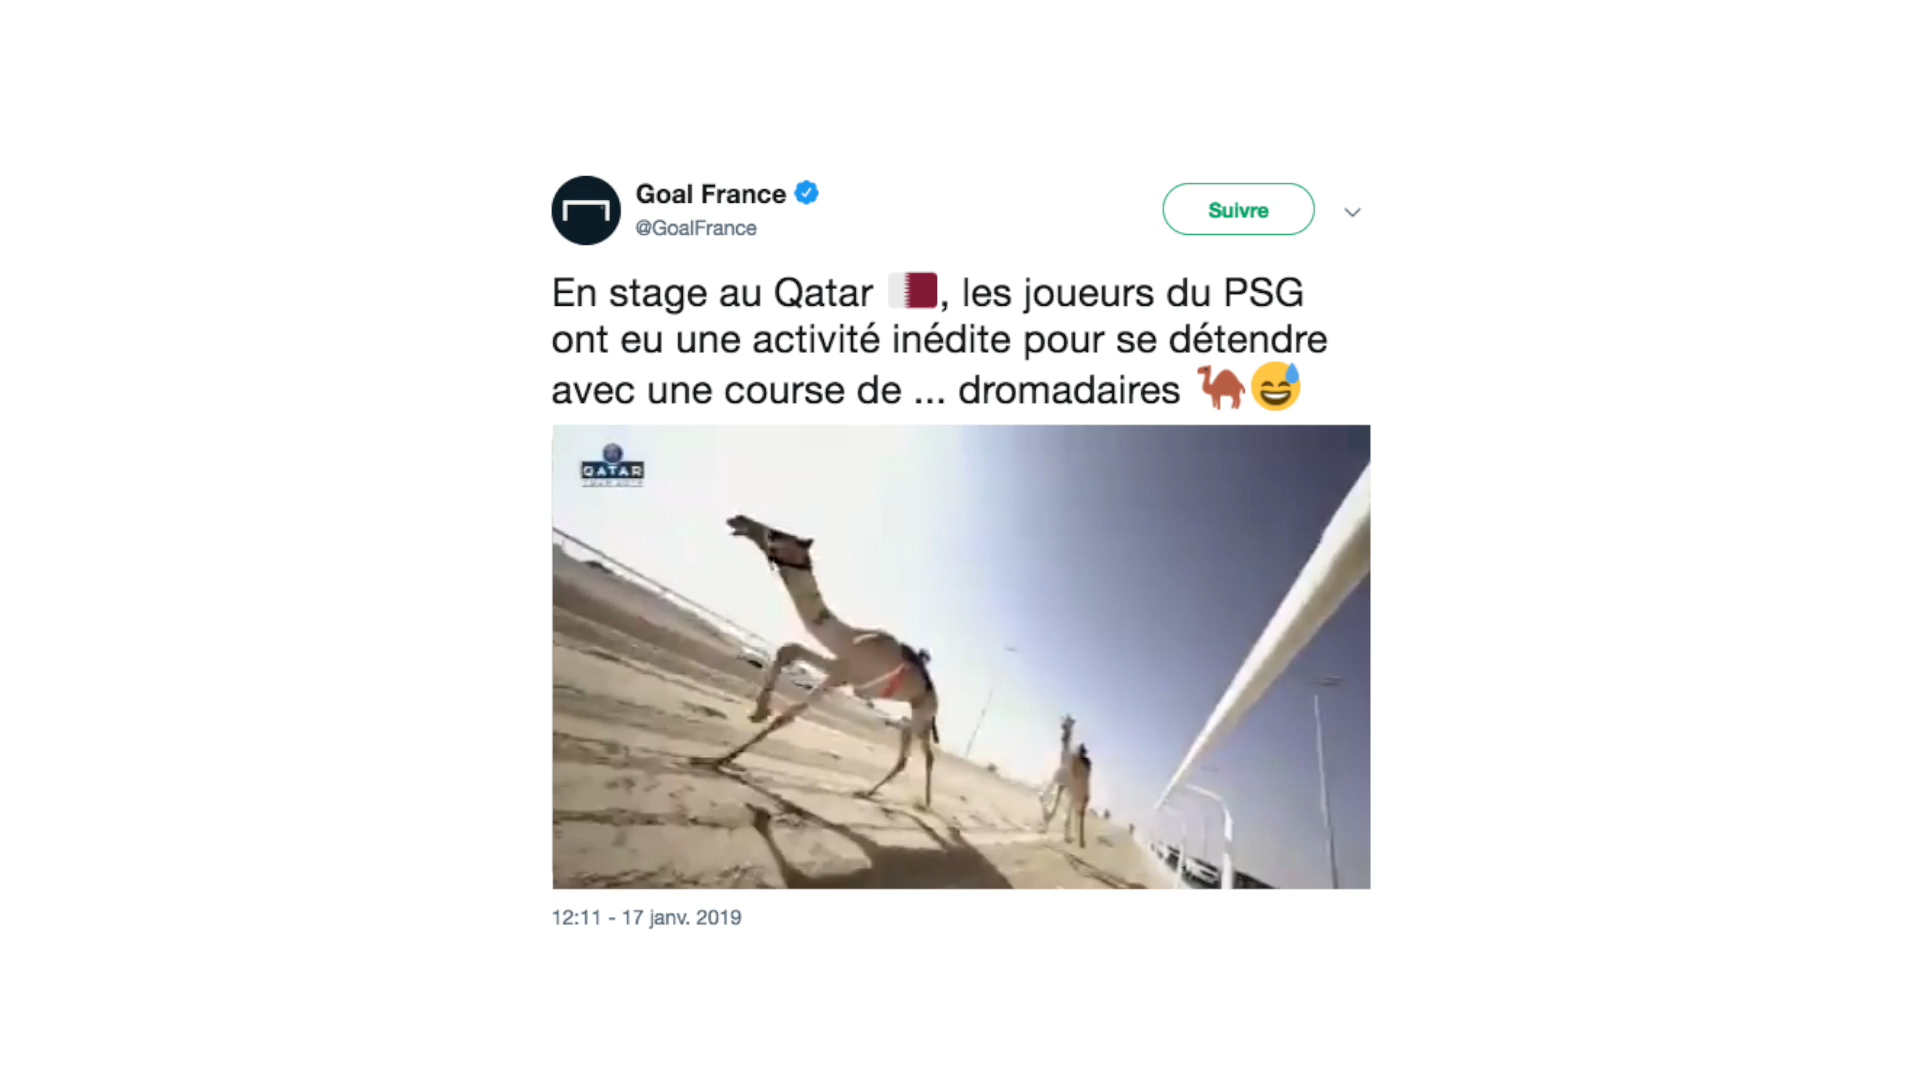 Goal France
@GoalFrance
Suivre
En stage au Qatar 🇶🇦, les joueurs du PSG
ont eu une activité inédite pour se détendre
avec une course de ... dromadaires 🐪😅
QATAR
12:11 - 17 janv. 2019